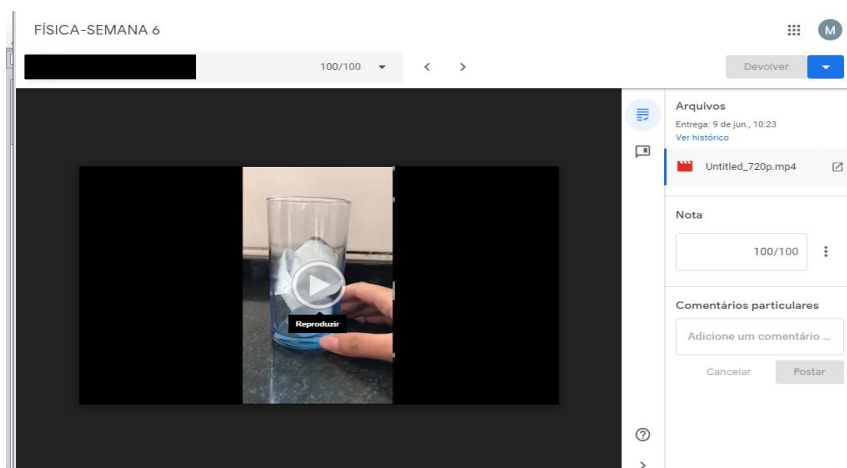 FÍSICA-SEMANA 6
M
100/100
Devolver
Arquivos
Entrega: 9 de jun., 10:23
Ver histórico
Untitled_720p.mp4
Nota
100/100
Reproduzir
Comentários particulares
Adicione um comentário ...
Cancelar Postar